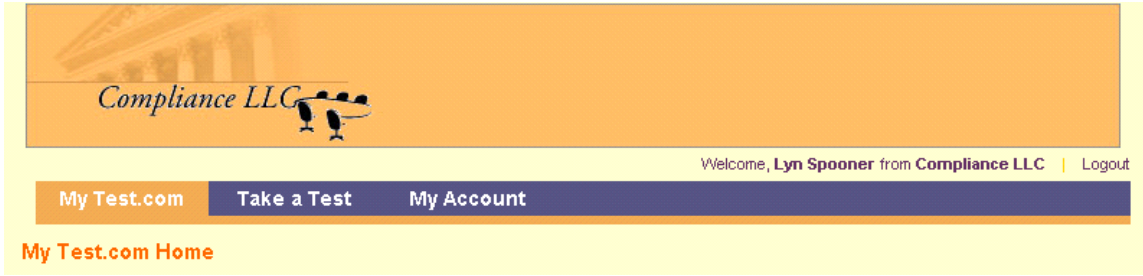 Compliance LLC
Welcome, Lyn Spooner from Compliance LLC | Logout
My Test.com Take a Test My Account
My Test.com Home